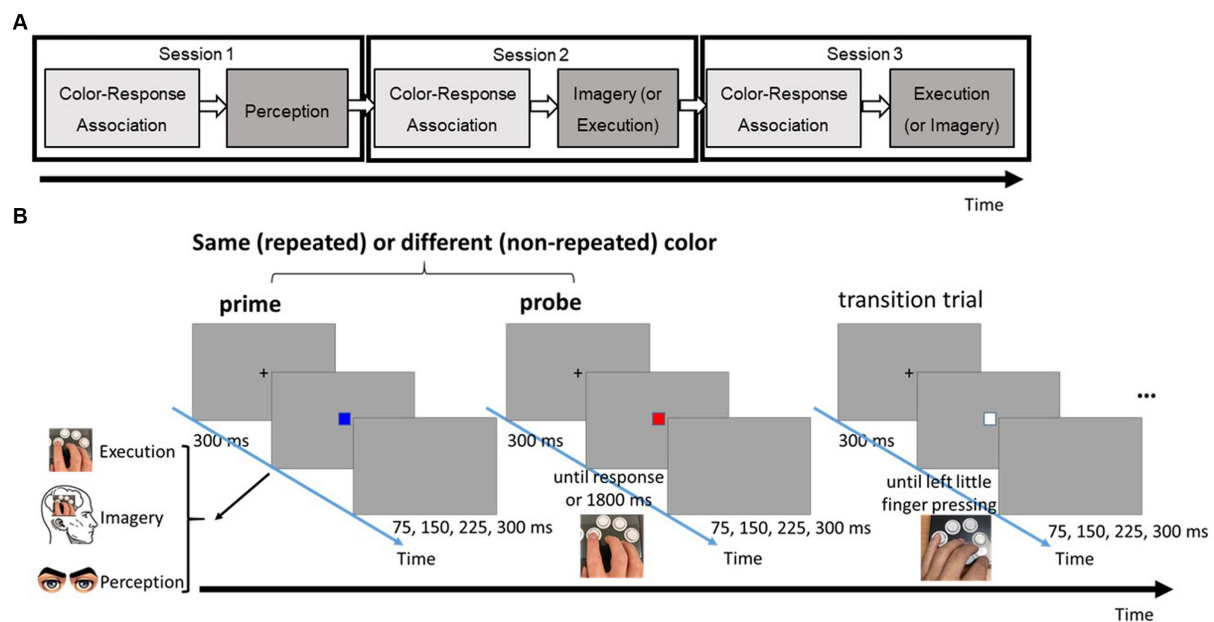 A
Session 1
Session 2
Session 3
Color-Response
Association
Perception
Color-Response
Association
Imagery (or
Execution)
Color-Response
Association
Execution
(or Imagery)
Time
B
Same (repeated) or different (non-repeated) color
prime
probe
transition trial
+
+
+
...
300 ms
300 ms
300 ms
Execution
Imagery
Perception
until response
or 1800 ms
until left little
finger pressing
75, 150, 225, 300 ms
75, 150, 225, 300 ms
75, 150, 225, 300 ms
Time
Time
Time
Time